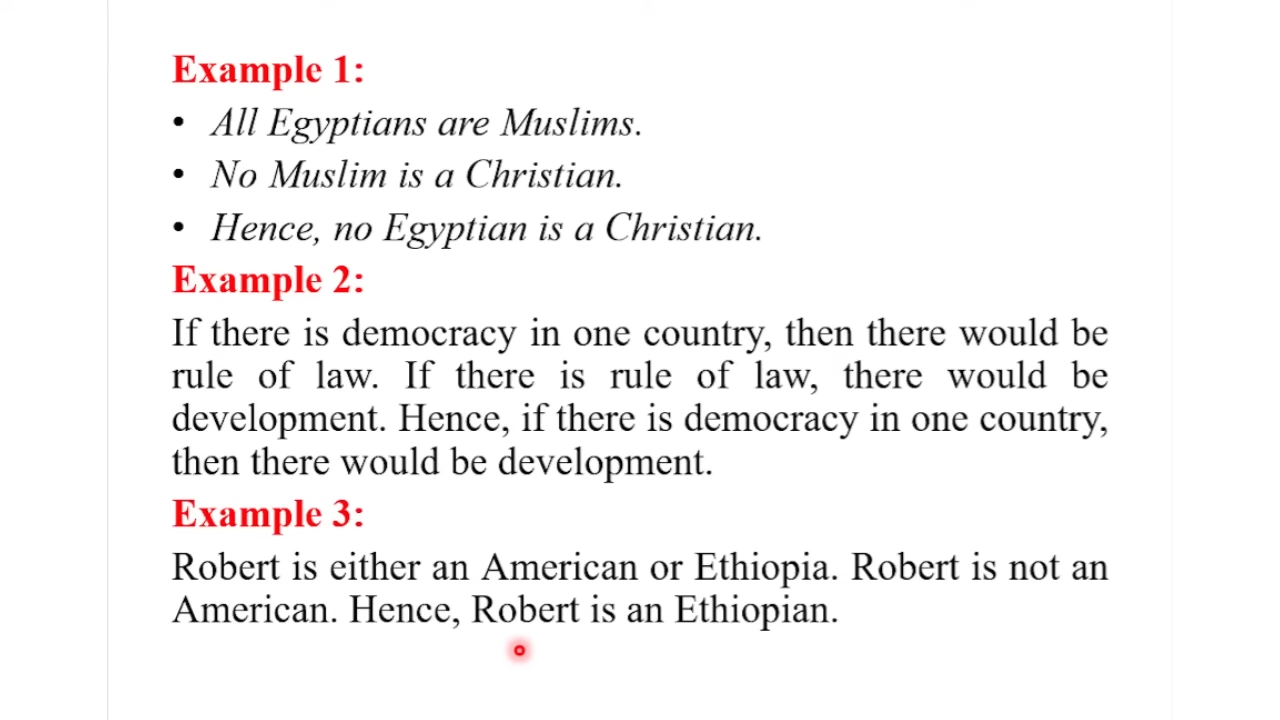 Example 1:
• All Egyptians are Muslims.
• No Muslim is a Christian.
• Hence, no Egyptian is a Christian.
Example 2:
If there is democracy in one country, then there would be
rule of law. If there is rule of law, there would be
development. Hence, if there is democracy in one country,
then there would be development.
Example 3:
Robert is either an American or Ethiopia. Robert is not an
American. Hence, Robert is an Ethiopian.